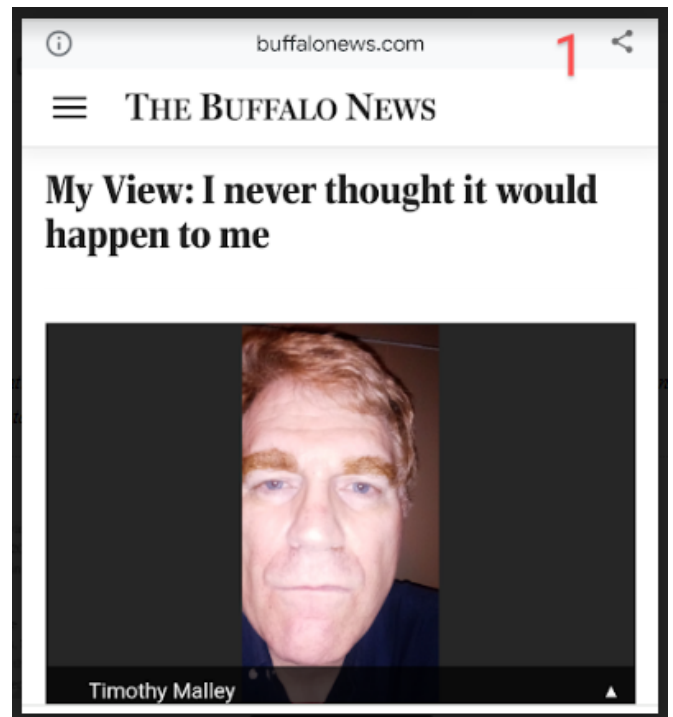 buffalonews.com
1
THE BUFFALO NEWS
My View: I never thought it would
happen to me
Timothy Malley